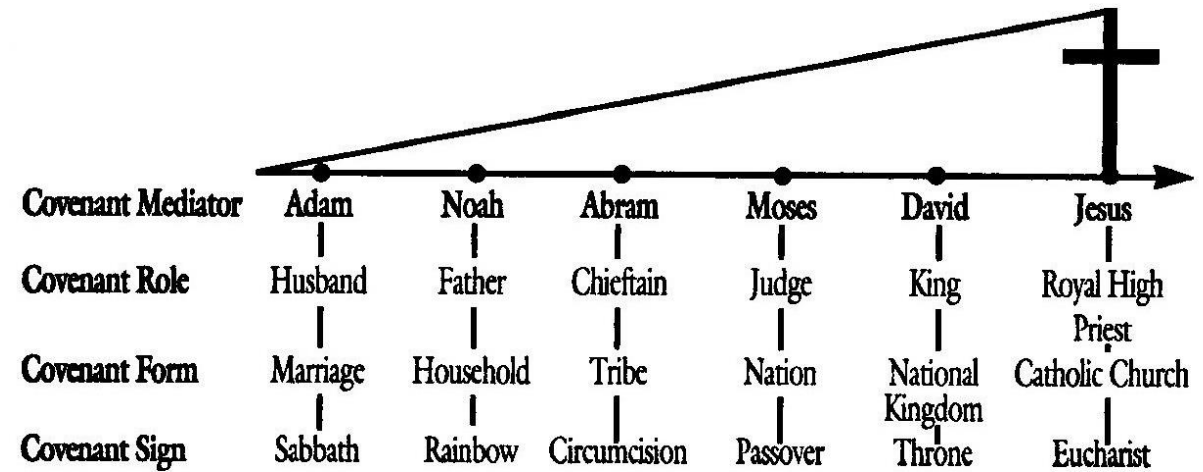 Covenant Mediator Adam Noah Abram Moses David Jesus
Covenant Role Husband Father Chieftain Judge King Royal High
Priest
Covenant Form Marriage Household Tribe Nation National Catholic Church
Kingdom
Covenant Sign Sabbath Rainbow Circumcision Passover Throne Eucharist